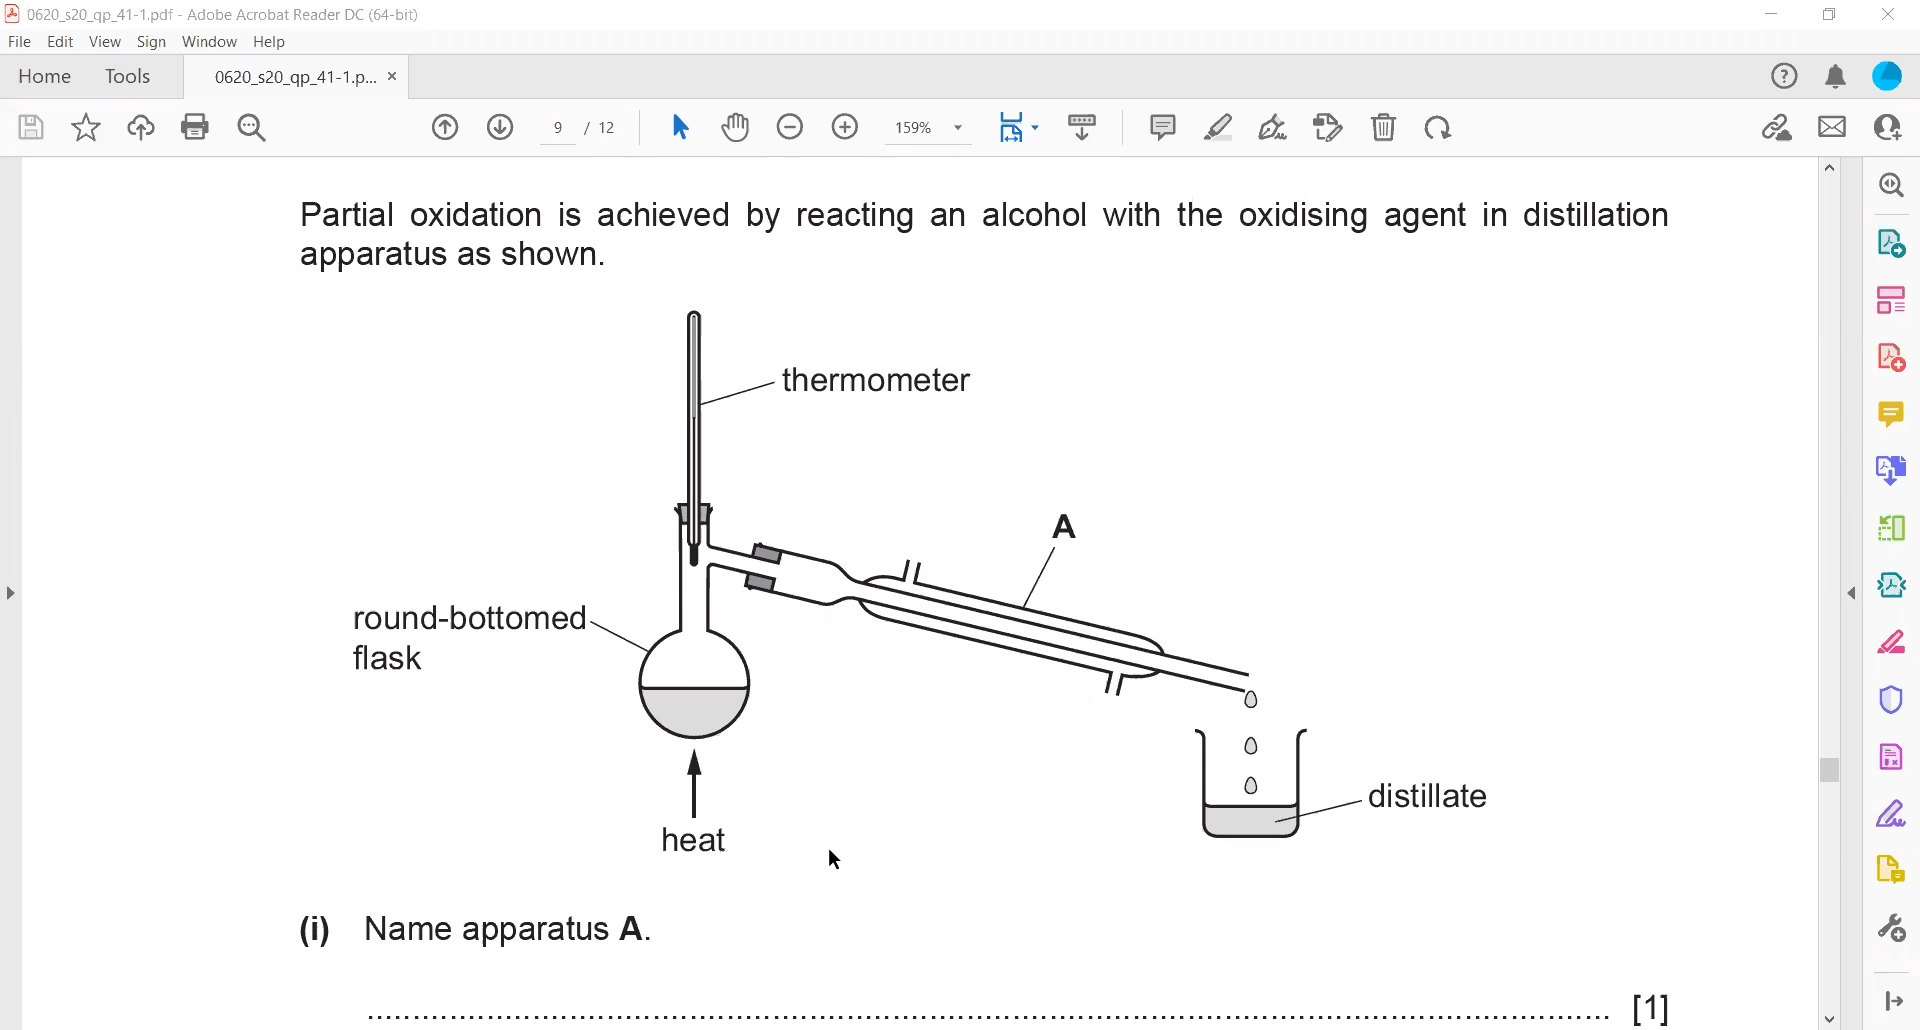 0620_s20_qp_41-1.pdf - Adobe Acrobat Reader DC (64-bit)
File Edit View Sign Window Help
Home Tools 0620_s20_qp_41-1.p... ×
9 / 12 159%
Partial oxidation is achieved by reacting an alcohol with the oxidising agent in distillation
apparatus as shown.
thermometer
A
round-bottomed
flask
distillate
heat
(i) Name apparatus A.
[1]